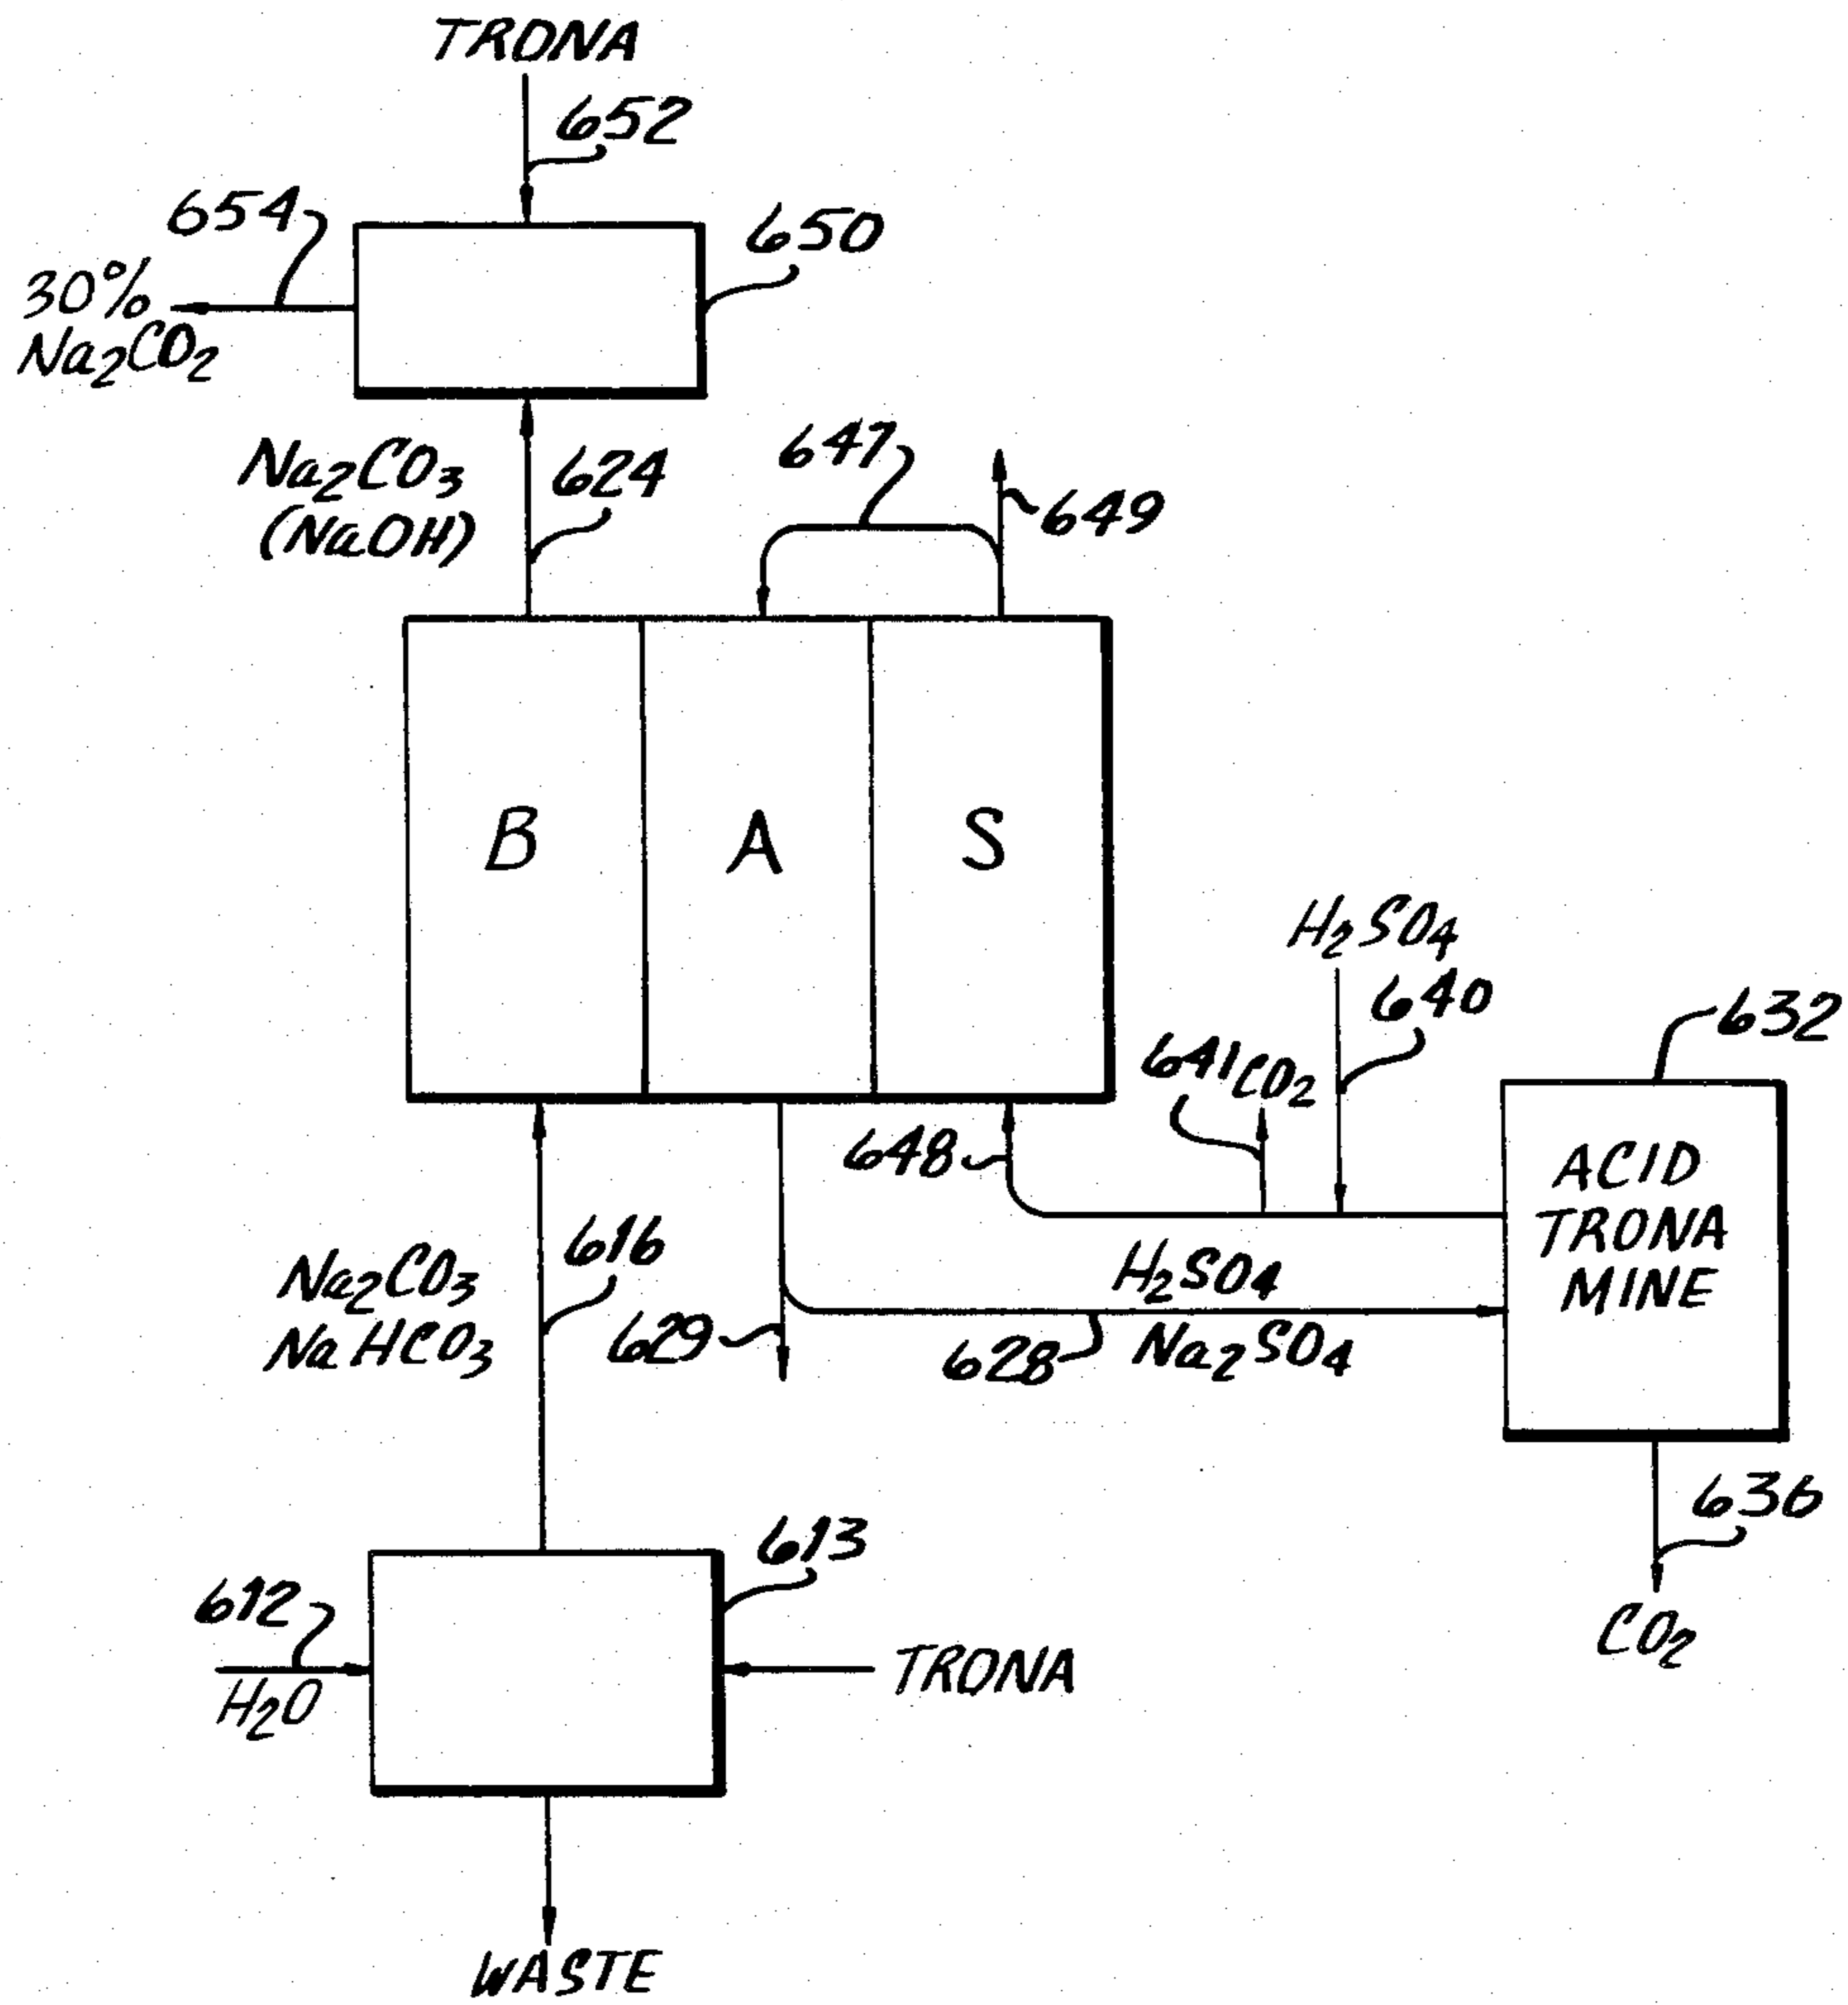 TRONA
652
654
650
30%
Na2CO2
647
Na2CO3
624
(NaOH)
649
B
A
S
H2SO4
640
632
641
CO2
648
ACID
TRONA
MINE
616
Na2CO3
H2SO4
NaHCO3
629
628
Na2SO4
636
613
612
CO2
TRONA
H2O
WASTE